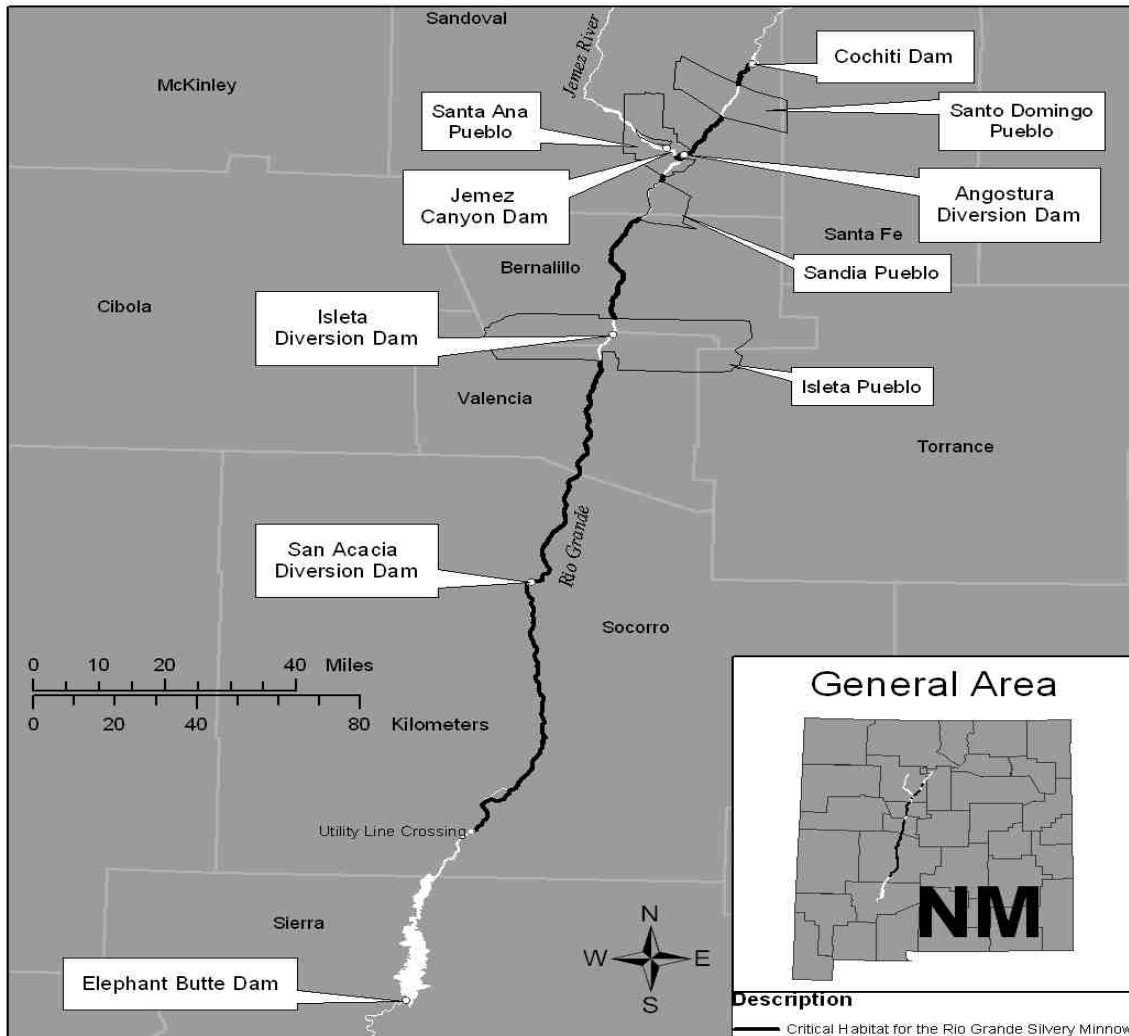 Sandoval
Jemez River
McKinley
Cochiti Dam
Santa Ana
Pueblo
Santo Domingo
Pueblo
Jemez
Canyon Dam
Angostura
Diversion Dam
Santa Fe
Sandia Pueblo
Bernalillo
Cibola
Isleta
Diversion Dam
Isleta Pueblo
Valencia
Torrance
Rio Grande
San Acacia
Diversion Dam
Socorro
0 10 20 40 Miles
0 20 40 80 Kilometers
Utility Line Crossing
Sierra
Elephant Butte Dam
N
W E
S
General Area
NM
Description
Critical Habitat for the Rio Grande Silvery Minnow